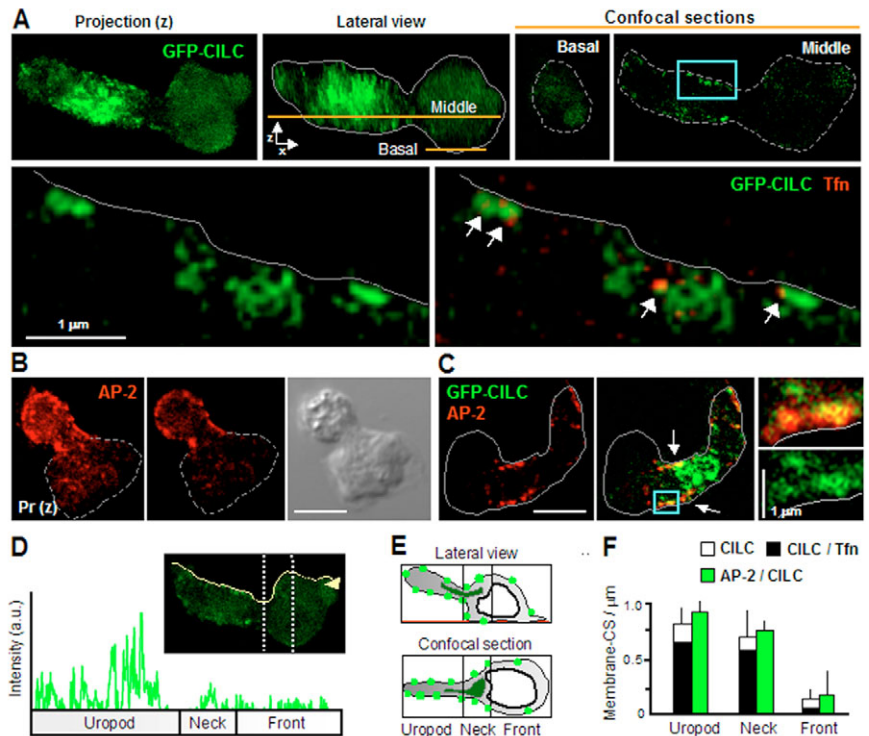 A
Projection (z)
GFP-CILC
Lateral view
Middle
Basal
z
x
Confocal sections
Basal
Middle
1 µm
GFP-CILC Tfn
B
AP-2
Pr (z)
C
GFP-CILC
AP-2
1 µm
D
Intensity (a.u.)
Uropod Neck Front
E
Lateral view
Confocal section
Uropod Neck Front
..
F
CILC CILC / Tfn
AP-2 / CILC
Membrane-CS / µm
1.0
0.5
0
Uropod Neck Front